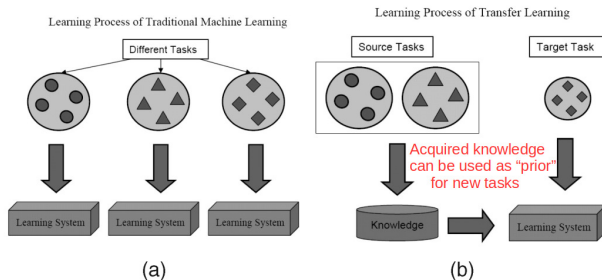 Learning Process of Traditional Machine Learning
Different Tasks
Learning System
Learning System
Learning System
(a)
Learning Process of Transfer Learning
Source Tasks
Target Task
Acquired knowledge
can be used as “prior”
for new tasks
Knowledge
Learning System
(b)